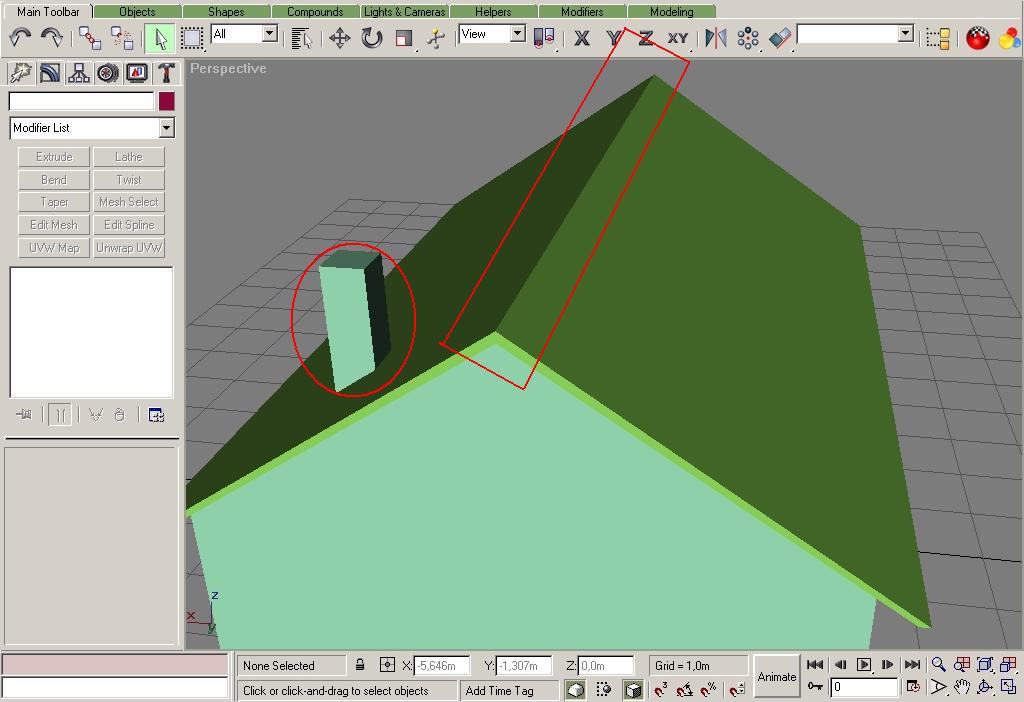 Main Toolbar Objects Shapes Compounds Lights & Cameras Helpers Modifiers Modeling
All View X Y Z XY
Perspective
Modifier List
Extrude Lathe
Bend Twist
Taper Mesh Select
Edit Mesh Edit Spline
UVW Map Unwrap UVW
z
x
y
None Selected X: -5,646m Y: -1,307m Z: 0,0m Grid = 1,0m
Animate
Click or click-and-drag to select objects Add Time Tag 3 % 0